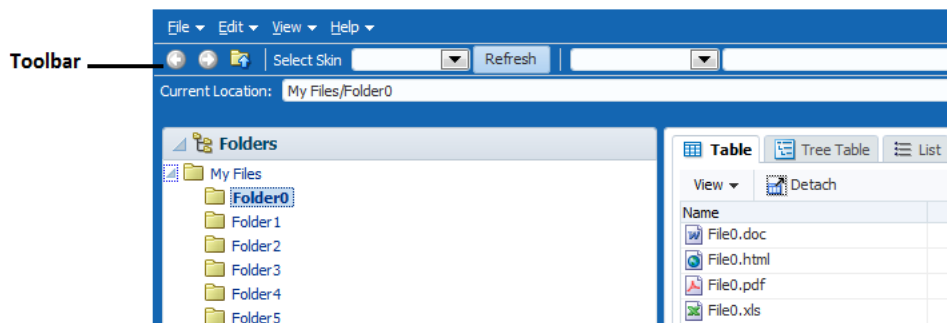 File Edit View Help
Toolbar
Select Skin Refresh
Current Location: My Files/Folder0
Folders
My Files
Folder0
Folder1
Folder2
Folder3
Folder4
Folder5
Table Tree Table List
View Detach
Name
File0.doc
File0.html
File0.pdf
File0.xls